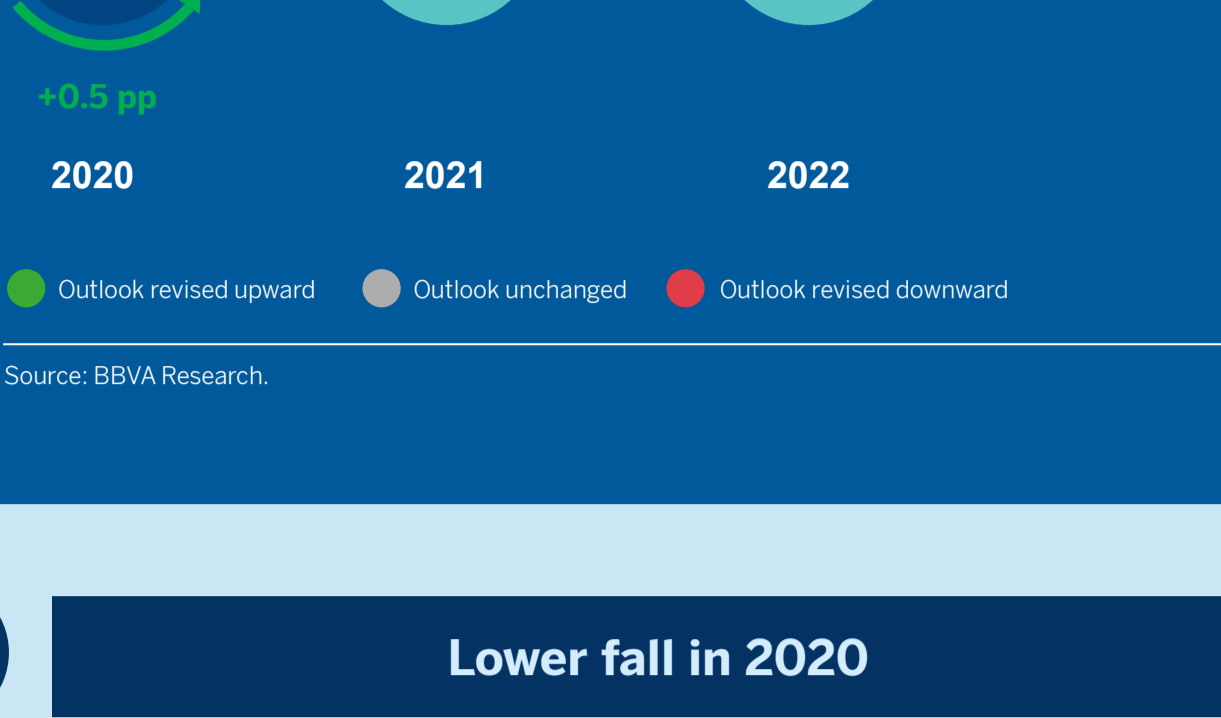 +0.5 pp
2020 2021 2022
Outlook revised upward Outlook unchanged Outlook revised downward
Source: BBVA Research.
Lower fall in 2020